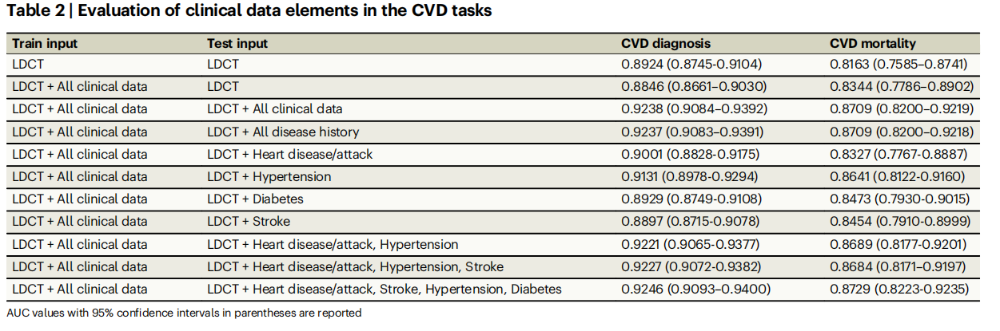 Table 2 | Evaluation of clinical data elements in the CVD tasks
Train input Test input CVD diagnosis CVD mortality
LDCT LDCT 0.8924 (0.8745-0.9104) 0.8163 (0.7585–0.8741)
LDCT + All clinical data LDCT 0.8846 (0.8661–0.9030) 0.8344 (0.7786–0.8902)
LDCT + All clinical data LDCT + All clinical data 0.9238 (0.9084–0.9392) 0.8709 (0.8200–0.9219)
LDCT + All clinical data LDCT + All disease history 0.9237 (0.9083–0.9391) 0.8709 (0.8200–0.9218)
LDCT + All clinical data LDCT + Heart disease/attack 0.9001 (0.8828-0.9175) 0.8327 (0.7767-0.8887)
LDCT + All clinical data LDCT + Hypertension 0.9131 (0.8978-0.9294) 0.8641 (0.8122-0.9160)
LDCT + All clinical data LDCT + Diabetes 0.8929 (0.8749-0.9108) 0.8473 (0.7930-0.9015)
LDCT + All clinical data LDCT + Stroke 0.8897 (0.8715-0.9078) 0.8454 (0.7910-0.8999)
LDCT + All clinical data LDCT + Heart disease/attack, Hypertension 0.9221 (0.9065-0.9377) 0.8689 (0.8177-0.9201)
LDCT + All clinical data LDCT + Heart disease/attack, Hypertension, Stroke 0.9227 (0.9072-0.9382) 0.8684 (0.8171–0.9197)
LDCT + All clinical data LDCT + Heart disease/attack, Stroke, Hypertension, Diabetes 0.9246 (0.9093–0.9400) 0.8729 (0.8223-0.9235)
AUC values with 95% confidence intervals in parentheses are reported